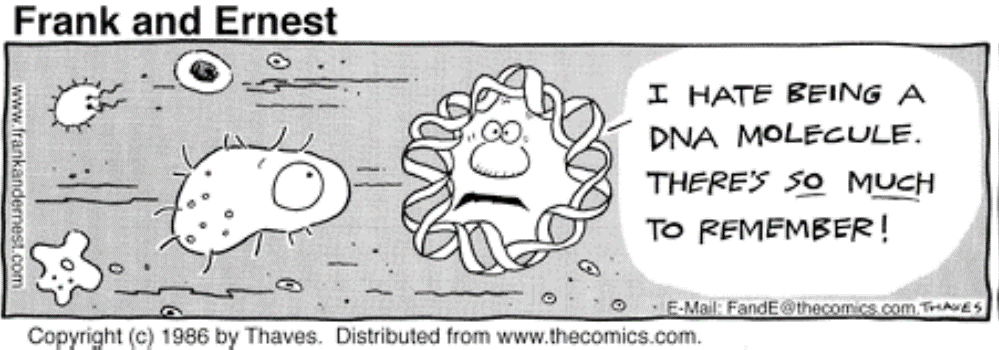 Frank and Ernest
www.frankandernest.com
I HATE BEING A
DNA MOLECULE.
THERE'S SO MUCH
TO REMEMBER!
E-Mail: FandE@thecomics.com THAVES
Copyright (c) 1986 by Thaves. Distributed from www.thecomics.com.